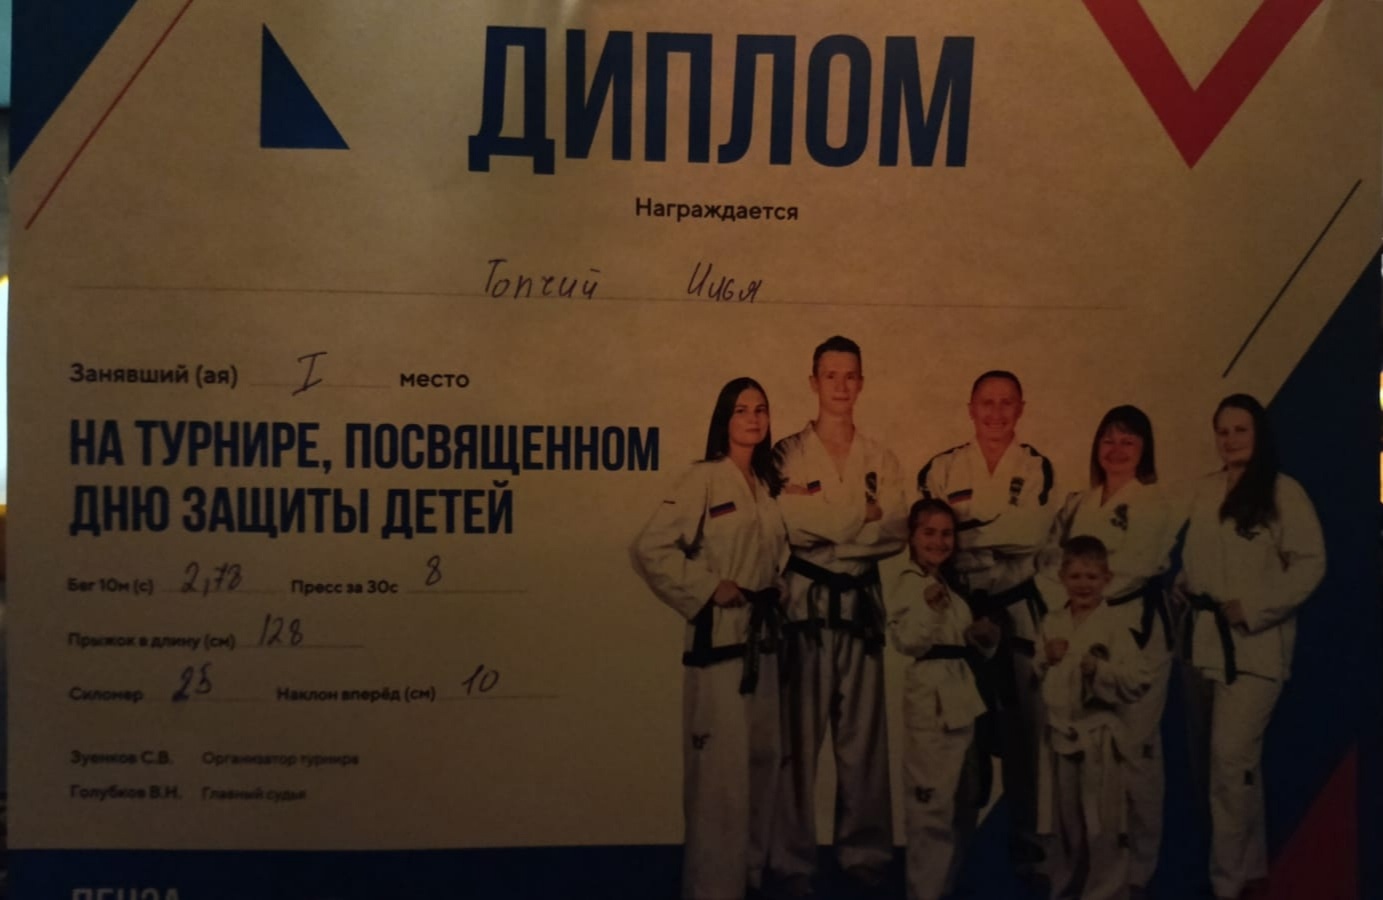 ДИПЛОМ
Награждается
Топчий Илья
Занявший (ая) I место
НА ТУРНИРЕ, ПОСВЯЩЕННОМ
ДНЮ ЗАЩИТЫ ДЕТЕЙ
Бег 10м (с) 2,78 Пресс за 30с 8
Прыжок в длину (см) 128
Силомер 25 Наклон вперёд (см) 10
Зуенков С.В. Организатор турнира
Голубков В.Н. Главный судья
ПЕНЗА